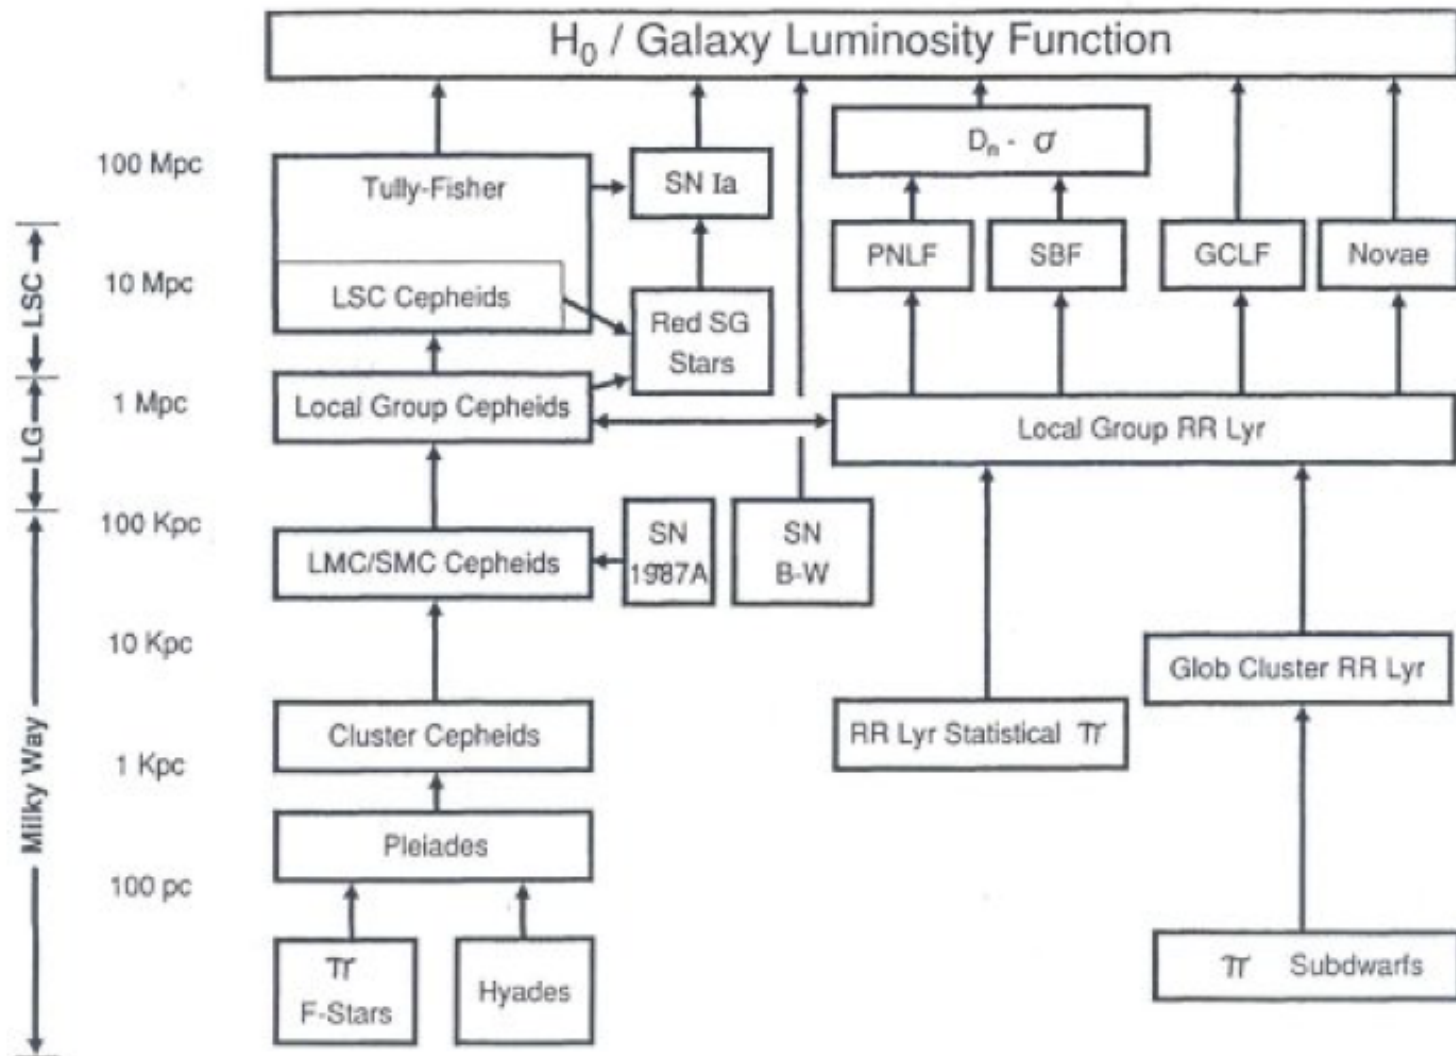 H₀ / Galaxy Luminosity Function
100 Mpc
Tully-Fisher
SN Ia
Dₙ - σ
PNLF
SBF
GCLF
Novae
LSC
10 Mpc
LSC Cepheids
Red SG
Stars
LG
1 Mpc
Local Group Cepheids
Local Group RR Lyr
100 Kpc
LMC/SMC Cepheids
SN
1987A
SN
B-W
10 Kpc
Glob Cluster RR Lyr
Milky Way
Cluster Cepheids
RR Lyr Statistical π
1 Kpc
Pleiades
100 pc
π
F-Stars
Hyades
π Subdwarfs